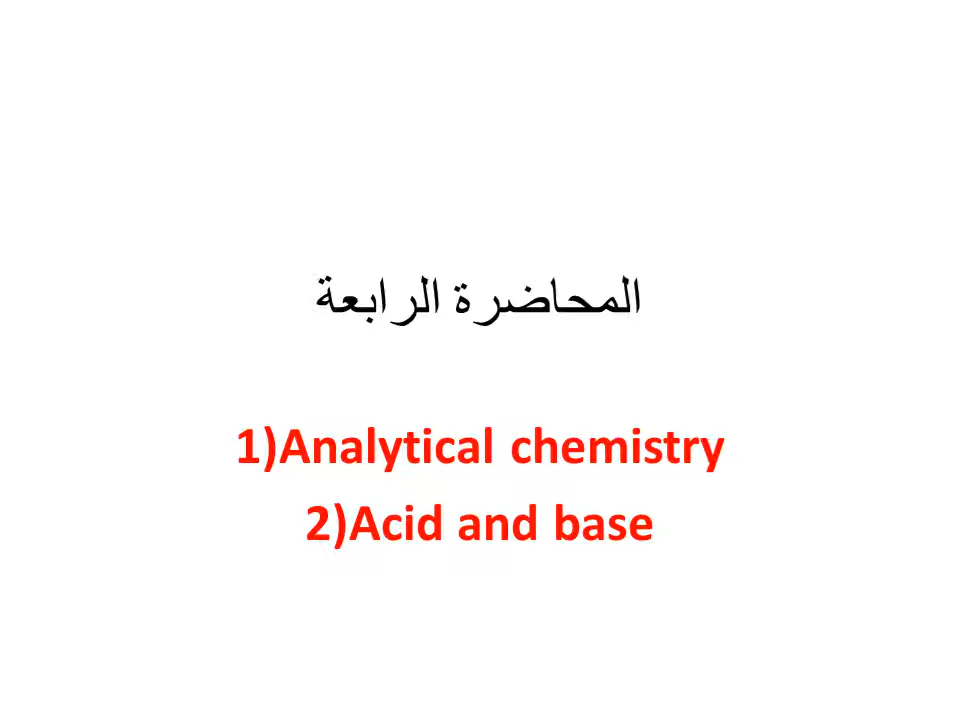 المحاضرة الرابعة
1)Analytical chemistry
2)Acid and base